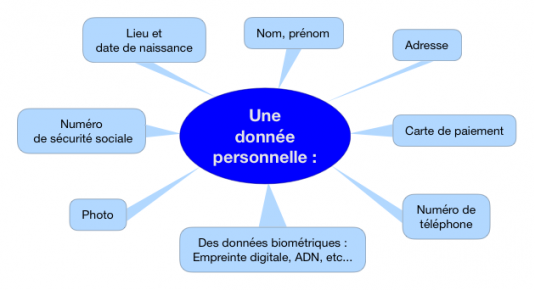 Lieu et
date de naissance
Nom, prénom
Adresse
Numéro
de sécurité sociale
Une
donnée
personnelle :
Carte de paiement
Photo
Numéro de
téléphone
Des données biométriques :
Empreinte digitale, ADN, etc...